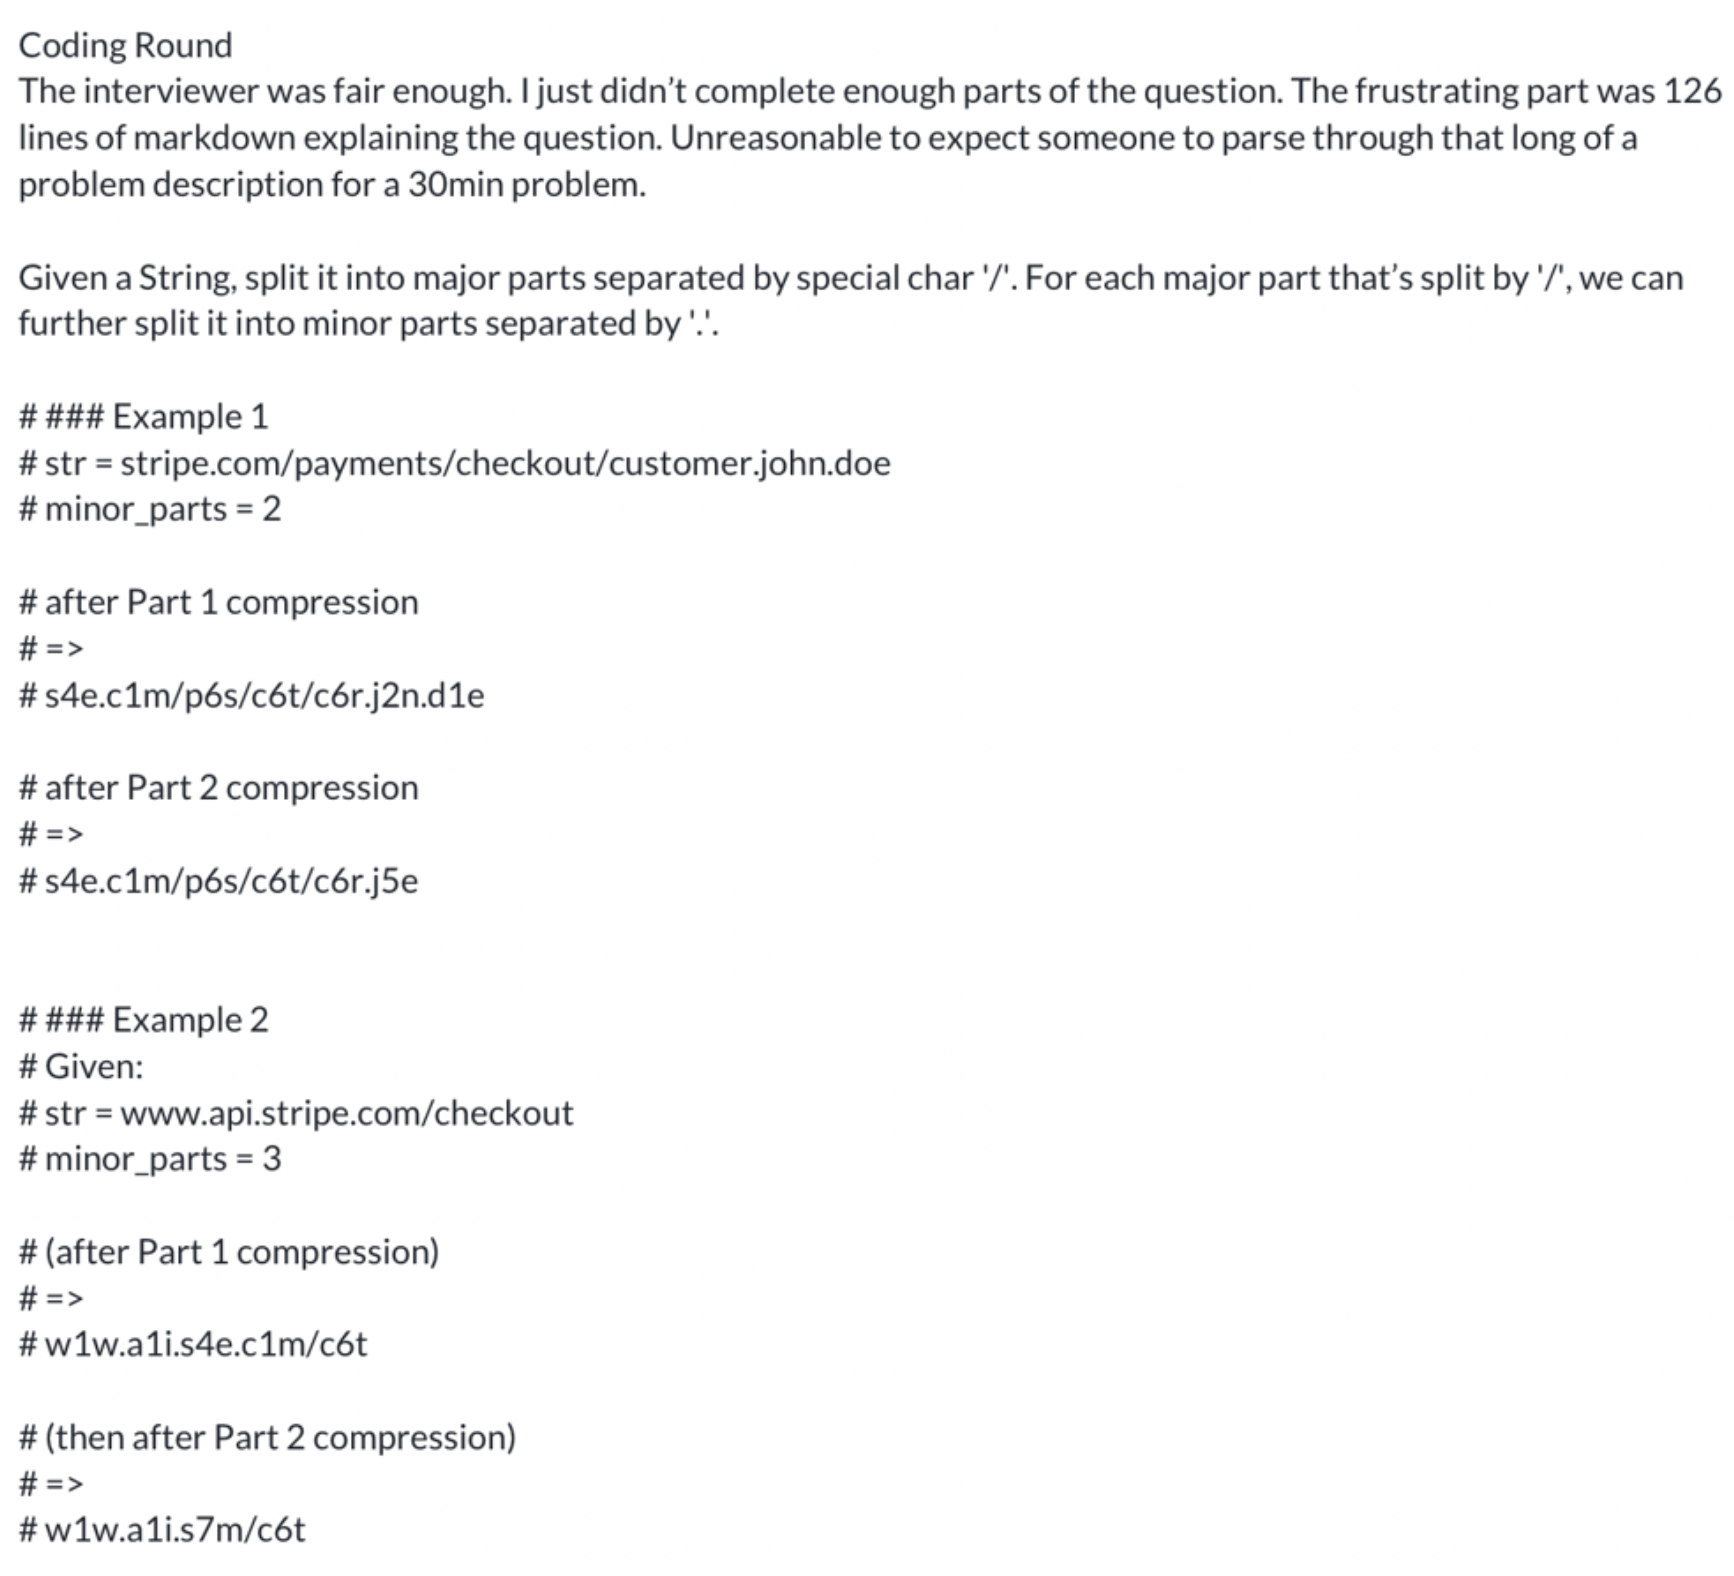 Coding Round
The interviewer was fair enough. I just didn’t complete enough parts of the question. The frustrating part was 126
lines of markdown explaining the question. Unreasonable to expect someone to parse through that long of a
problem description for a 30min problem.
Given a String, split it into major parts separated by special char '/'. For each major part that’s split by '/', we can
further split it into minor parts separated by '.'.
# ### Example 1
# str = stripe.com/payments/checkout/customer.john.doe
# minor_parts = 2
# after Part 1 compression
# =>
# s4e.c1m/p6s/c6t/c6r.j2n.d1e
# after Part 2 compression
# =>
# s4e.c1m/p6s/c6t/c6r.j5e
# ### Example 2
# Given:
# str = www.api.stripe.com/checkout
# minor_parts = 3
# (after Part 1 compression)
# =>
# w1w.a1i.s4e.c1m/c6t
# (then after Part 2 compression)
# =>
# w1w.a1i.s7m/c6t